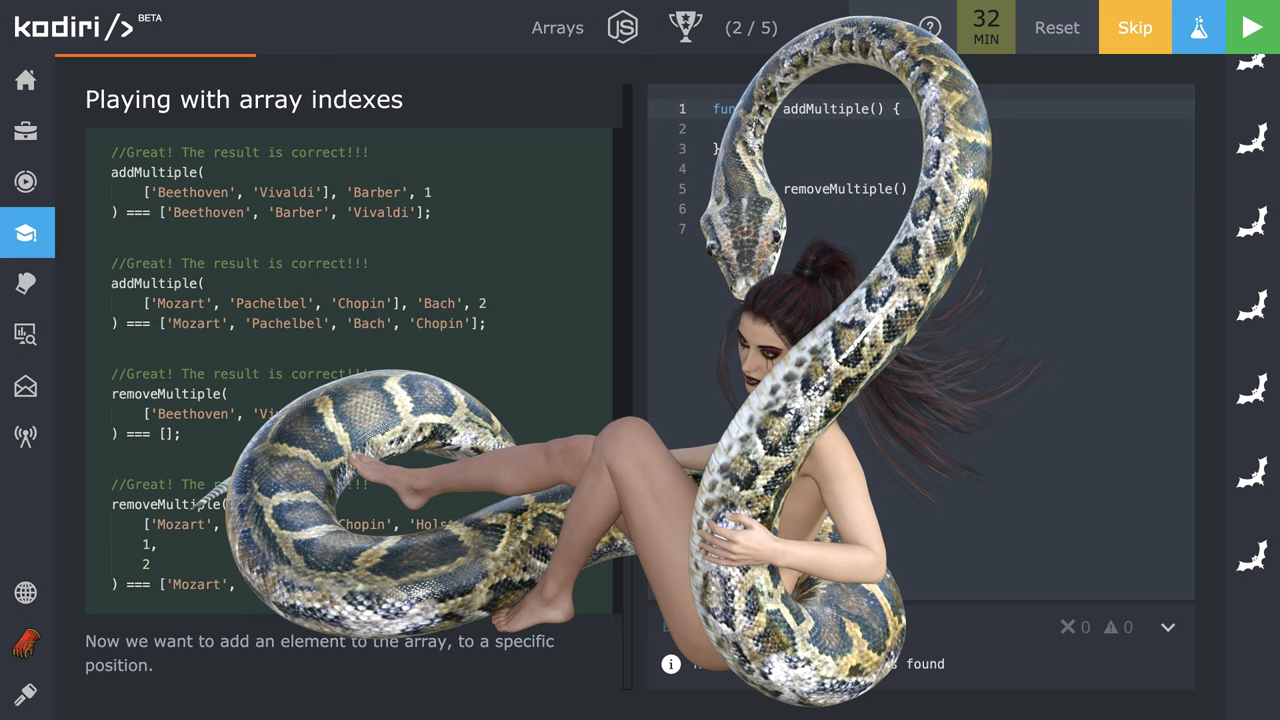 kodiri /> BETA
Arrays JS (2 / 5) ? 32 MIN Reset Skip
Playing with array indexes
//Great! The result is correct!!!
addMultiple(
['Beethoven', 'Vivaldi'], 'Barber', 1
) === ['Beethoven', 'Barber', 'Vivaldi'];
//Great! The result is correct!!!
addMultiple(
['Mozart', 'Pachelbel', 'Chopin'], 'Bach', 2
) === ['Mozart', 'Pachelbel', 'Bach', 'Chopin'];
//Great! The result is correct!!!
removeMultiple(
['Beethoven',
) === [];
//Great!
removeMultiple(
['Mozart', Chopin',
1,
2
) === ['Mozart',
Now we want to add an element to the array, to a specific
position.
1 addMultiple() {
2
3 }
4
5 removeMultiple()
6
7
0 0
found